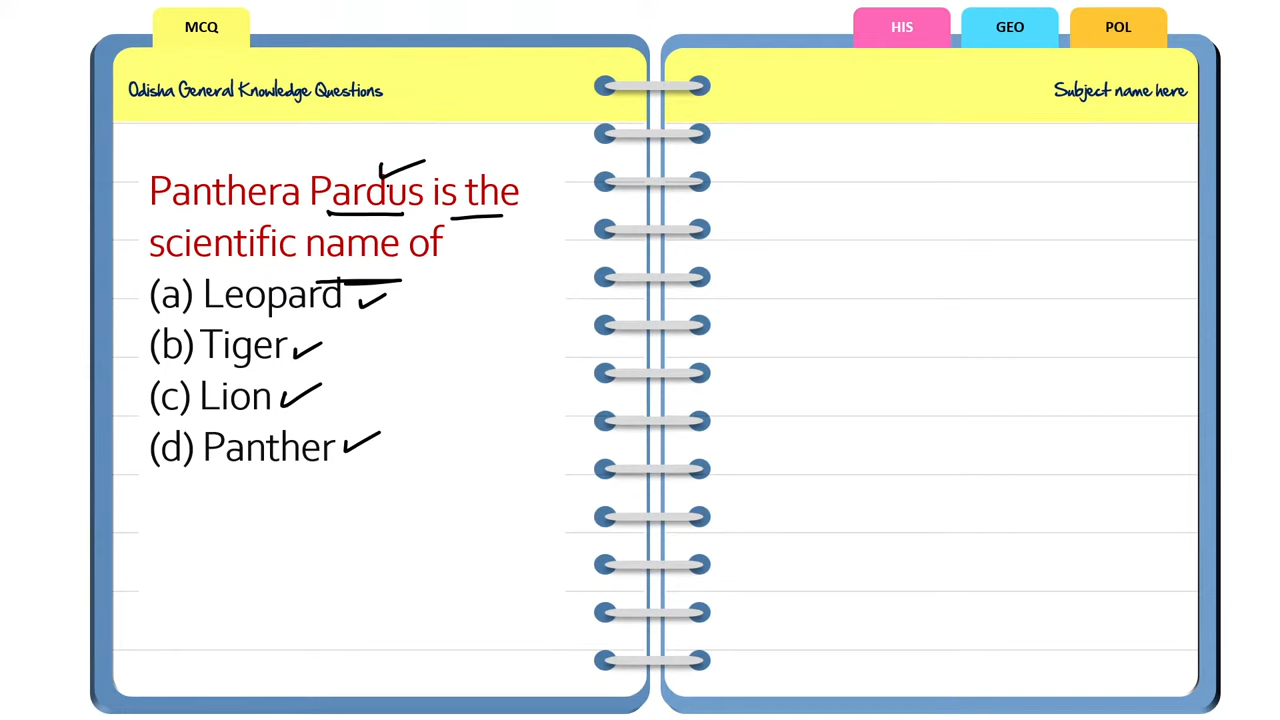 MCQ
HIS
GEO
POL
Odisha General Knowledge Questions
Subject name here
Panthera Pardus is the
scientific name of
(a) Leopard
(b) Tiger
(c) Lion
(d) Panther